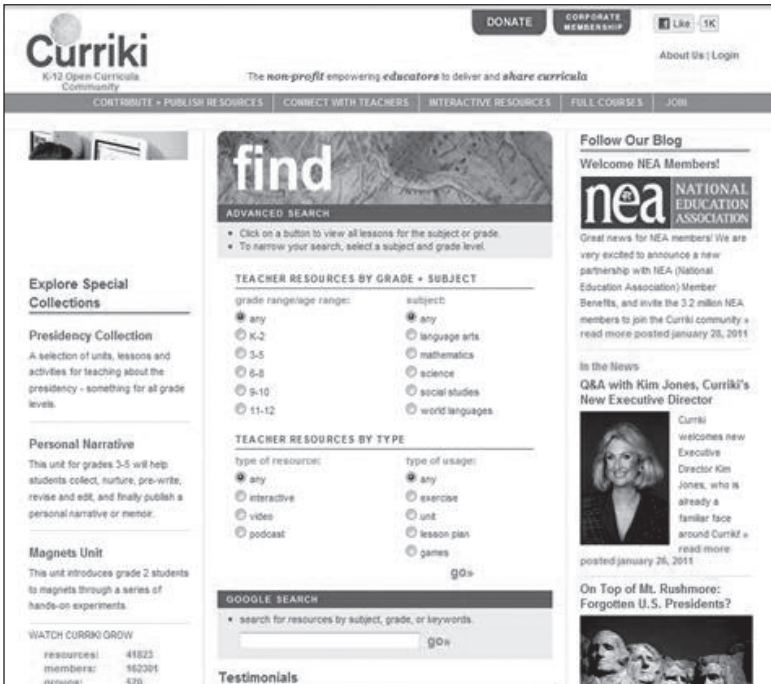 DONATE
CORPORATE
MEMBERSHIP
Like 1K
Curriki
K-12 Open Curricula
Community
About Us | Login
The non-profit empowering educators to deliver and share curricula
CONTRIBUTE + PUBLISH RESOURCES
CONNECT WITH TEACHERS
INTERACTIVE RESOURCES
FULL COURSES
JOIN
Explore Special
Collections
Presidency Collection
A selection of units, lessons and
activities for teaching about the
presidency - something for all grade
levels.
Personal Narrative
This unit for grades 3-5 will help
students collect, nurture, pre-write,
revise and edit, and finally publish a
personal narrative or memoir.
Magnets Unit
This unit introduces grade 2 students
to magnets through a series of
hands-on experiments.
WATCH CURRIKI GROW
resources: 41823
members: 162301
groups: 520
find
ADVANCED SEARCH
• Click on a button to view all lessons for the subject or grade.
• To narrow your search, select a subject and grade level.
TEACHER RESOURCES BY GRADE + SUBJECT
grade range/age range:
any
K-2
3-5
6-8
9-10
11-12
subject:
any
language arts
mathematics
science
social studies
world languages
TEACHER RESOURCES BY TYPE
type of resource:
any
interactive
video
podcast
type of usage:
any
exercise
unit
lesson plan
games
go»
GOOGLE SEARCH
• search for resources by subject, grade, or keywords.
go»
Testimonials
Follow Our Blog
Welcome NEA Members!
nea NATIONAL
EDUCATION
ASSOCIATION
Great news for NEA members! We are
very excited to announce a new
partnership with NEA (National
Education Association) Member
Benefits, and invite the 3.2 million NEA
members to join the Curriki community »
read more posted january 28, 2011
In the News
Q&A with Kim Jones, Curriki's
New Executive Director
Curriki
welcomes new
Executive
Director Kim
Jones, who is
already a
familiar face
around Curriki! »
read more
posted january 26, 2011
On Top of Mt. Rushmore:
Forgotten U.S. Presidents?